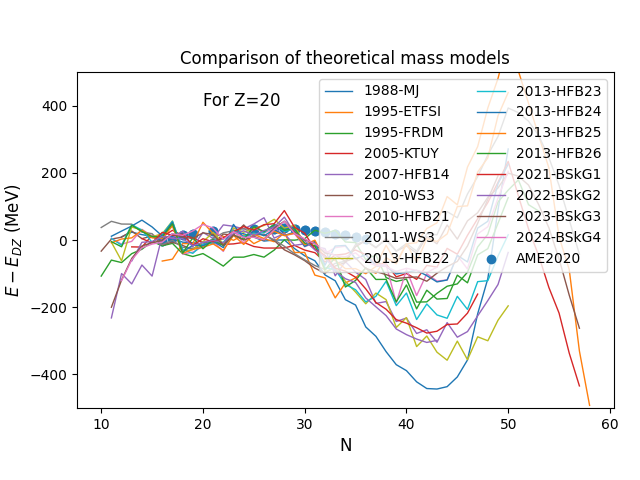 Comparison of theoretical mass models
For Z=20
1988-MJ
1995-ETFSI
1995-FRDM
2005-KTUY
2007-HFB14
2010-WS3
2010-HFB21
2011-WS3
2013-HFB22
2013-HFB23
2013-HFB24
2013-HFB25
2013-HFB26
2021-BSkG1
2022-BSkG2
2023-BSkG3
2024-BSkG4
AME2020
E − E_DZ (MeV)
400
200
0
−200
−400
10 20 30 40 50 60
N